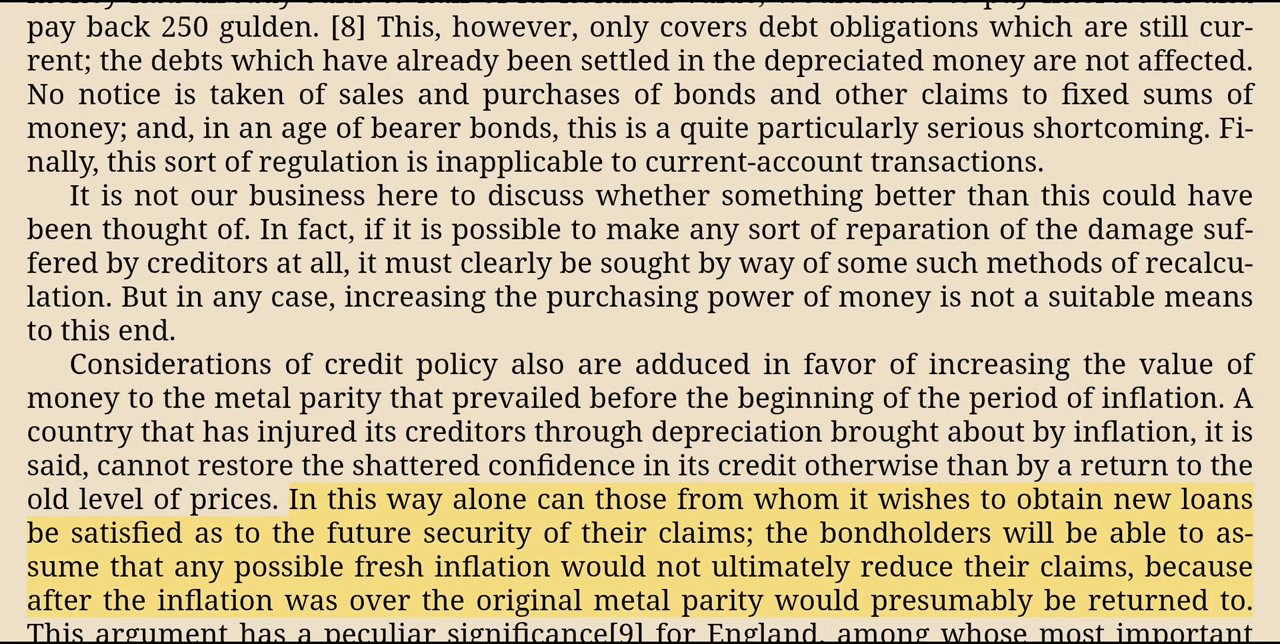 pay back 250 gulden. [8] This, however, only covers debt obligations which are still cur-
rent; the debts which have already been settled in the depreciated money are not affected.
No notice is taken of sales and purchases of bonds and other claims to fixed sums of
money; and, in an age of bearer bonds, this is a quite particularly serious shortcoming. Fi-
nally, this sort of regulation is inapplicable to current-account transactions.
It is not our business here to discuss whether something better than this could have
been thought of. In fact, if it is possible to make any sort of reparation of the damage suf-
fered by creditors at all, it must clearly be sought by way of some such methods of recalcu-
lation. But in any case, increasing the purchasing power of money is not a suitable means
to this end.
Considerations of credit policy also are adduced in favor of increasing the value of
money to the metal parity that prevailed before the beginning of the period of inflation. A
country that has injured its creditors through depreciation brought about by inflation, it is
said, cannot restore the shattered confidence in its credit otherwise than by a return to the
old level of prices. In this way alone can those from whom it wishes to obtain new loans
be satisfied as to the future security of their claims; the bondholders will be able to as-
sume that any possible fresh inflation would not ultimately reduce their claims, because
after the inflation was over the original metal parity would presumably be returned to.
This argument has a peculiar significance[9] for England, among whose most important